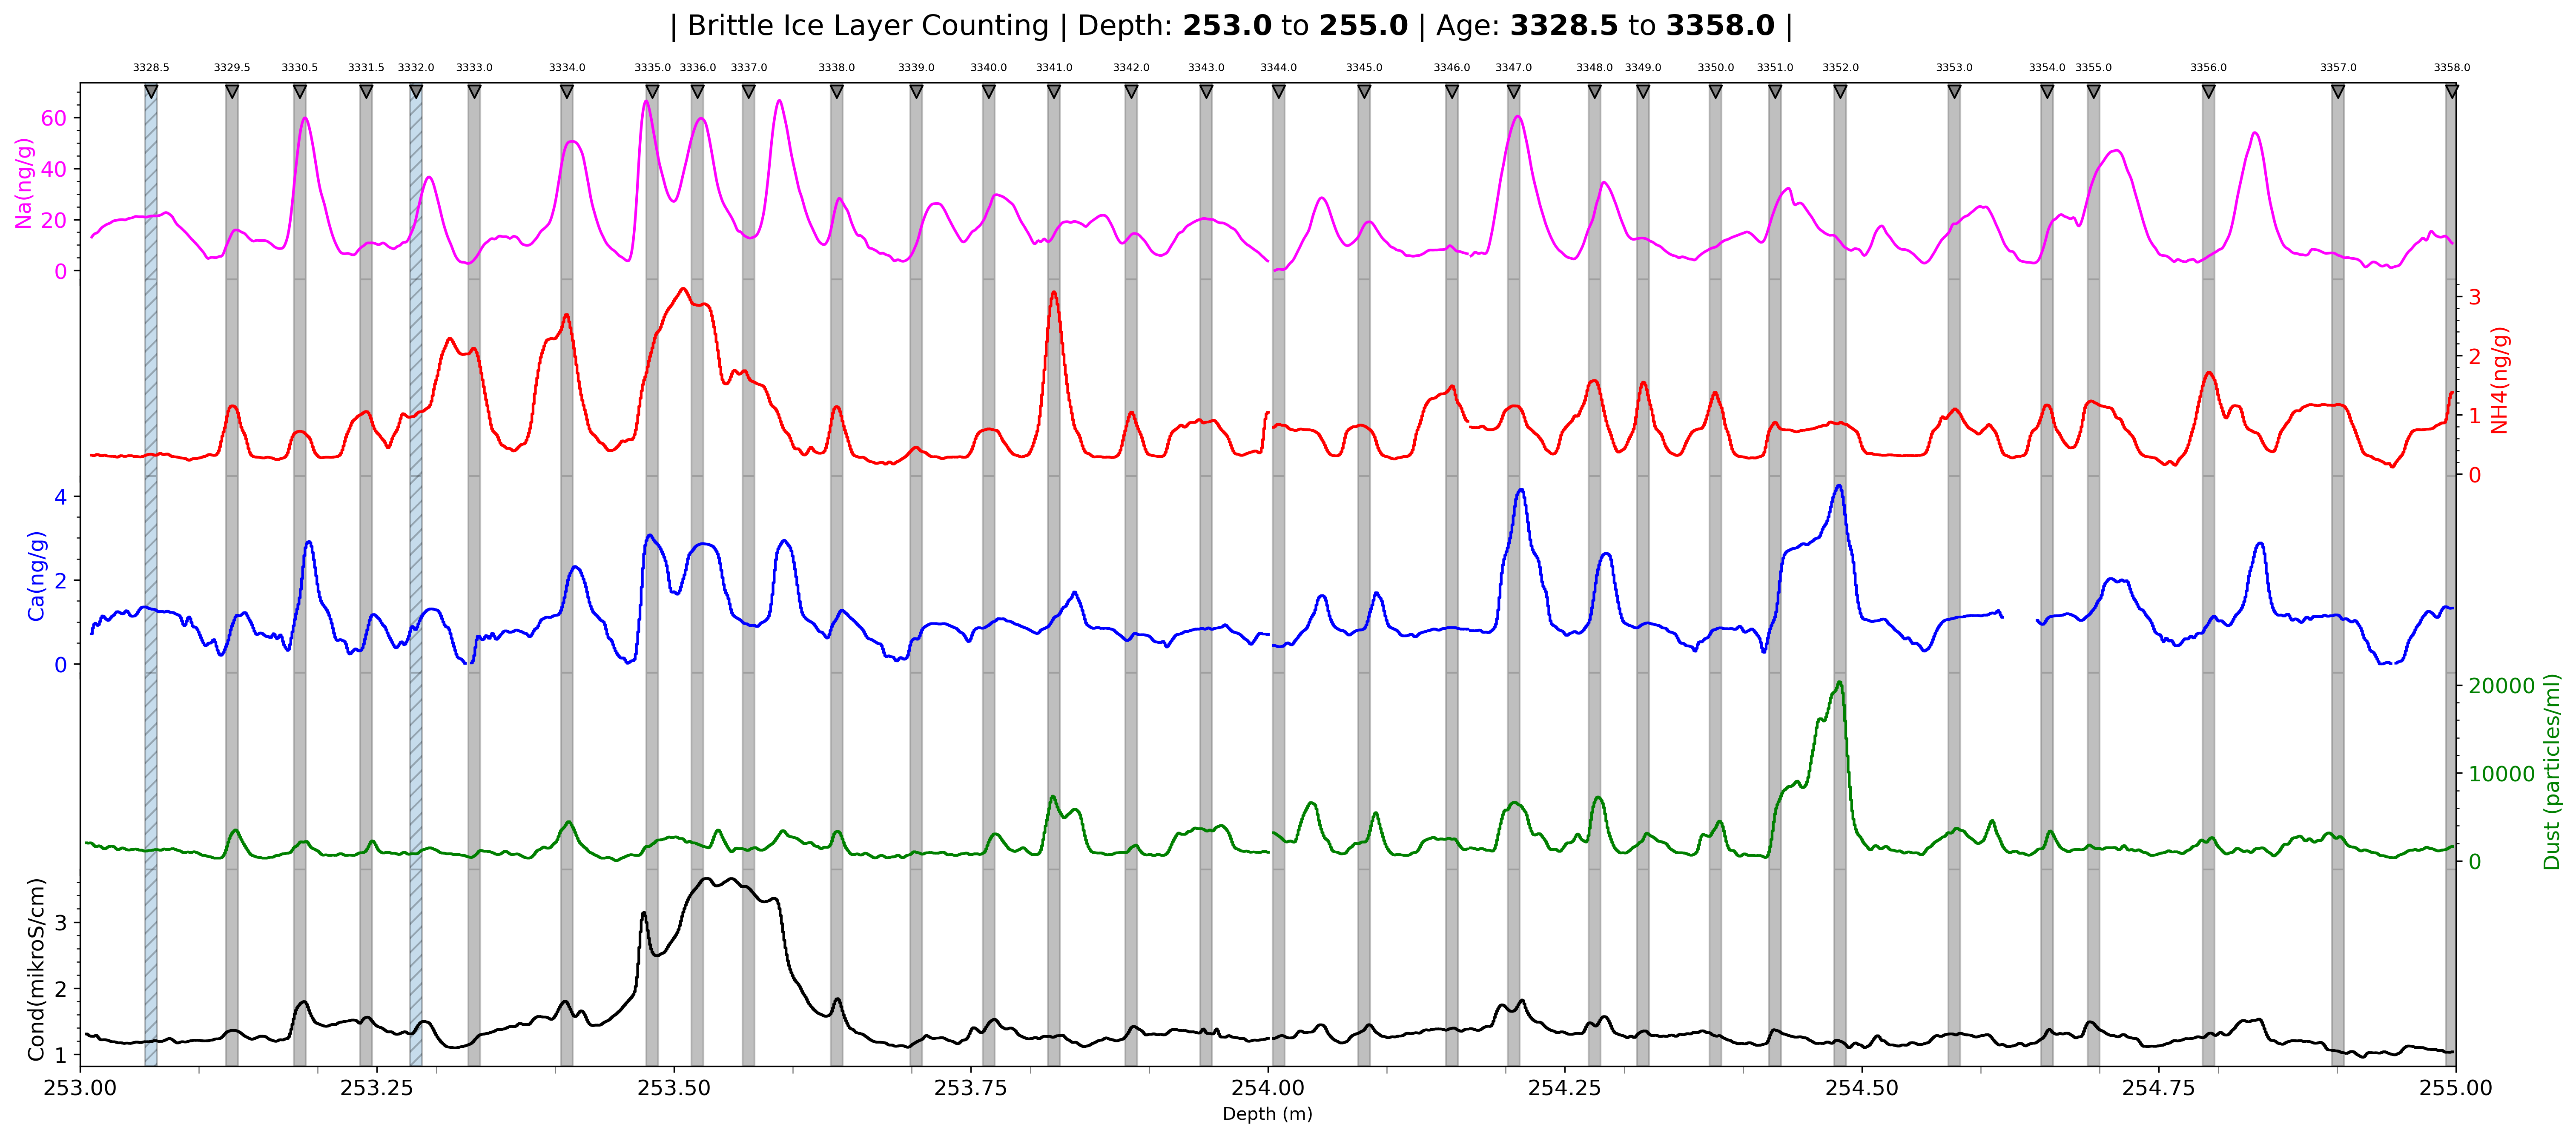 | Brittle Ice Layer Counting | Depth: 253.0 to 255.0 | Age: 3328.5 to 3358.0 |
3328.5 3329.5 3330.5 3331.5 3332.0 3333.0 3334.0 3335.0 3336.0 3337.0 3338.0 3339.0 3340.0 3341.0 3342.0 3343.0 3344.0 3345.0 3346.0 3347.0 3348.0 3349.0 3350.0 3351.0 3352.0 3353.0 3354.0 3355.0 3356.0 3357.0 3358.0
Na(ng/g)
60
40
20
0
NH4(ng/g)
3
2
1
0
Ca(ng/g)
4
2
0
Dust (particles/ml)
20000
10000
0
Cond(mikroS/cm)
3
2
1
253.00 253.25 253.50 253.75 254.00 254.25 254.50 254.75 255.00
Depth (m)